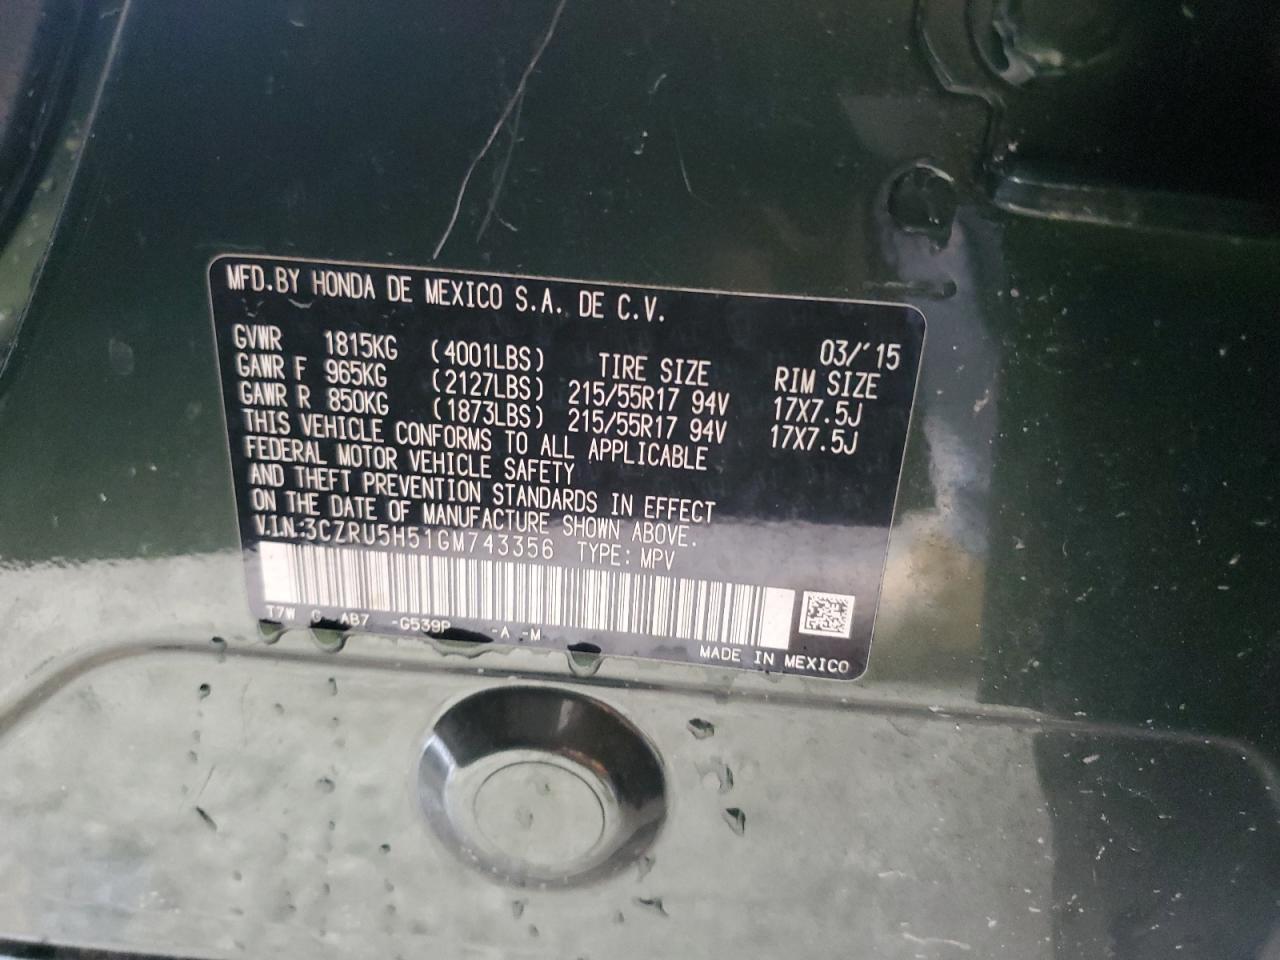 MFD.BY HONDA DE MEXICO S.A. DE C.V.
03/'15
GVWR 1815KG (4001LBS) TIRE SIZE RIM SIZE
GAWR F 965KG (2127LBS) 215/55R17 94V 17X7.5J
GAWR R 850KG (1873LBS) 215/55R17 94V 17X7.5J
THIS VEHICLE CONFORMS TO ALL APPLICABLE
FEDERAL MOTOR VEHICLE SAFETY
AND THEFT PREVENTION STANDARDS IN EFFECT
ON THE DATE OF MANUFACTURE SHOWN ABOVE.
V.I.N.:3CZRU5H51GM743356 TYPE: MPV
T7W G AB7 -G539P -A -M
MADE IN MEXICO